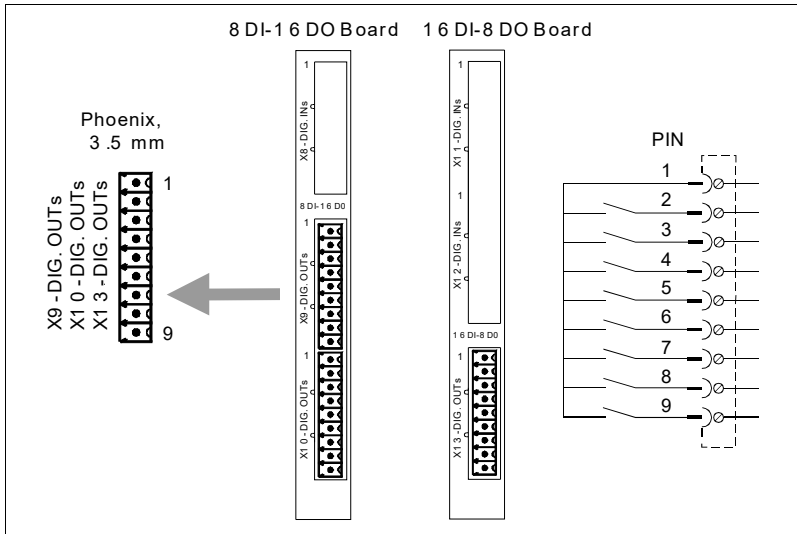 8 DI-16 DO Board
16 DI-8 DO Board
Phoenix,
3.5 mm
X9-DIG. OUTs
X10-DIG. OUTs
X13-DIG. OUTs
1
9
1
X8-DIG. INs
8 DI-16 DO
1
X9-DIG. OUTs
1
X10-DIG. OUTs
1
X11-DIG. INs
1
X12-DIG. INs
16 DI-8 DO
1
X13-DIG. OUTs
PIN
1
2
3
4
5
6
7
8
9